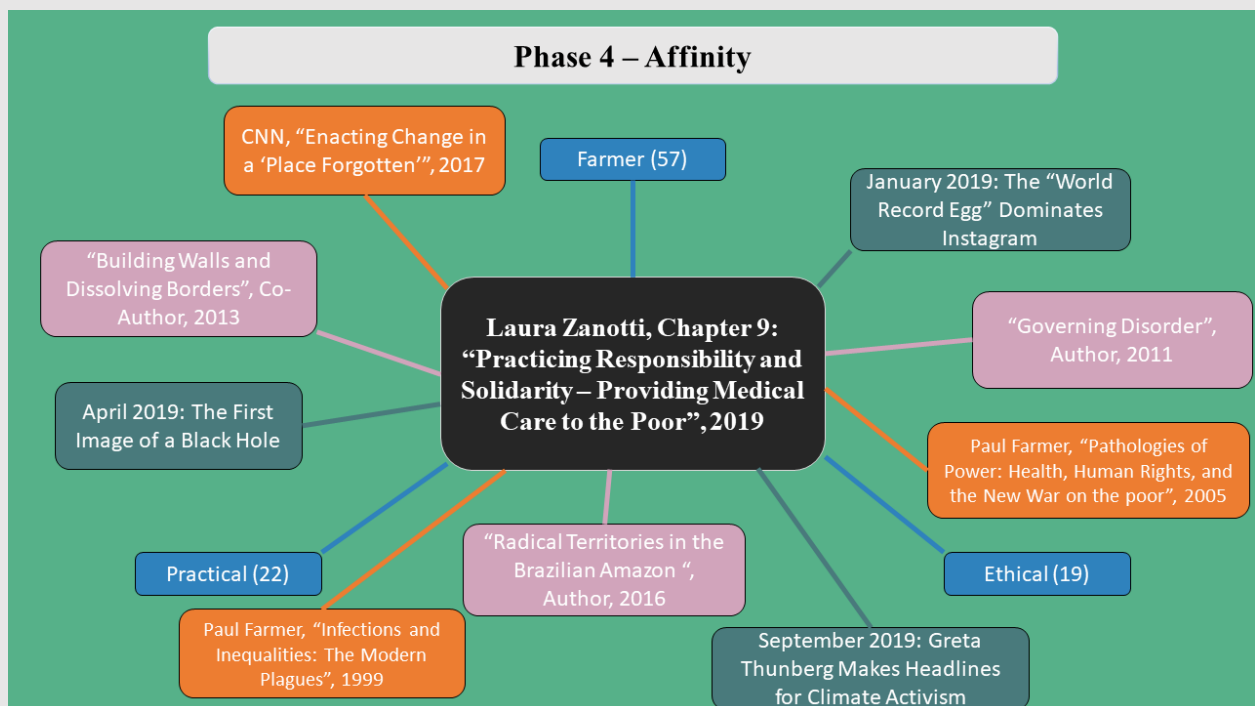 Phase 4 – Affinity
CNN, “Enacting Change in
a ‘Place Forgotten’”, 2017
Farmer (57)
January 2019: The “World
Record Egg” Dominates
Instagram
“Building Walls and
Dissolving Borders”, Co-
Author, 2013
Laura Zanotti, Chapter 9:
“Practicing Responsibility and
Solidarity – Providing Medical
Care to the Poor”, 2019
“Governing Disorder”,
Author, 2011
April 2019: The First
Image of a Black Hole
Paul Farmer, “Pathologies of
Power: Health, Human Rights, and
the New War on the poor”, 2005
Practical (22)
“Radical Territories in the
Brazilian Amazon “,
Author, 2016
Ethical (19)
Paul Farmer, “Infections and
Inequalities: The Modern
Plagues”, 1999
September 2019: Greta
Thunberg Makes Headlines
for Climate Activism